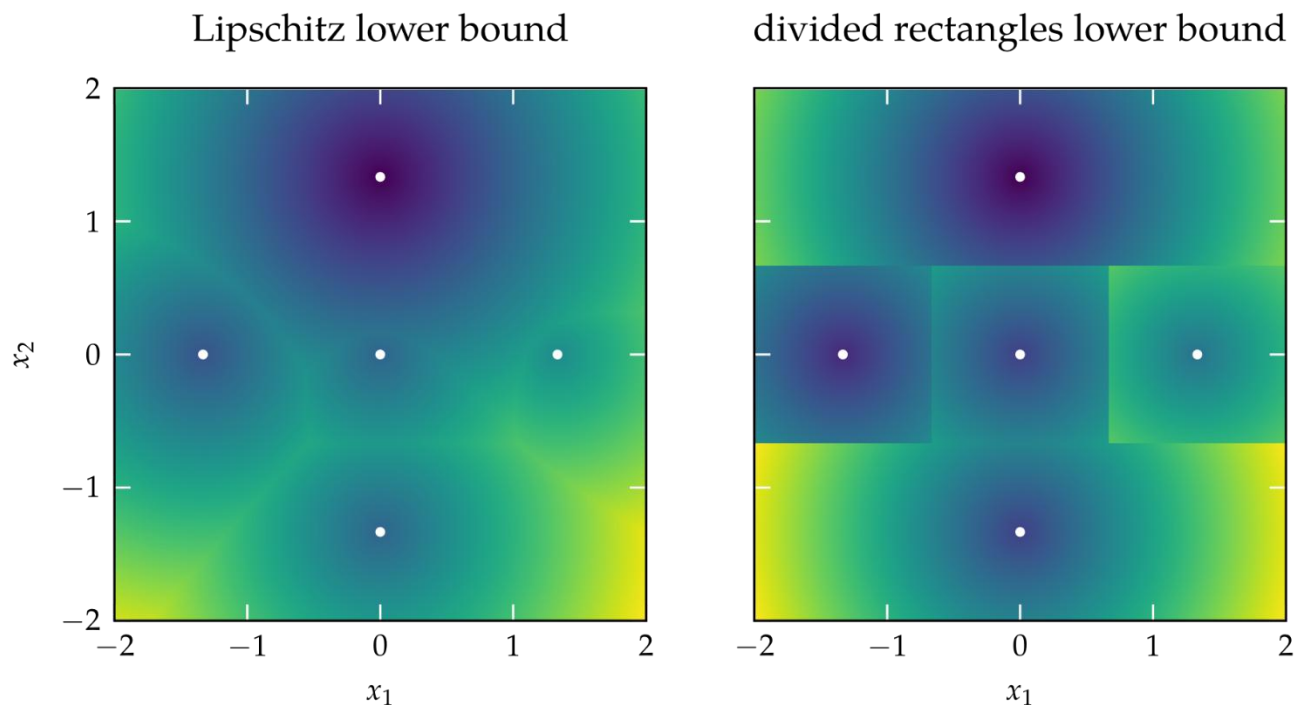 Lipschitz lower bound
divided rectangles lower bound
2
1
0
−1
−2
x₂
−2 −1 0 1 2
x₁
−2 −1 0 1 2
x₁